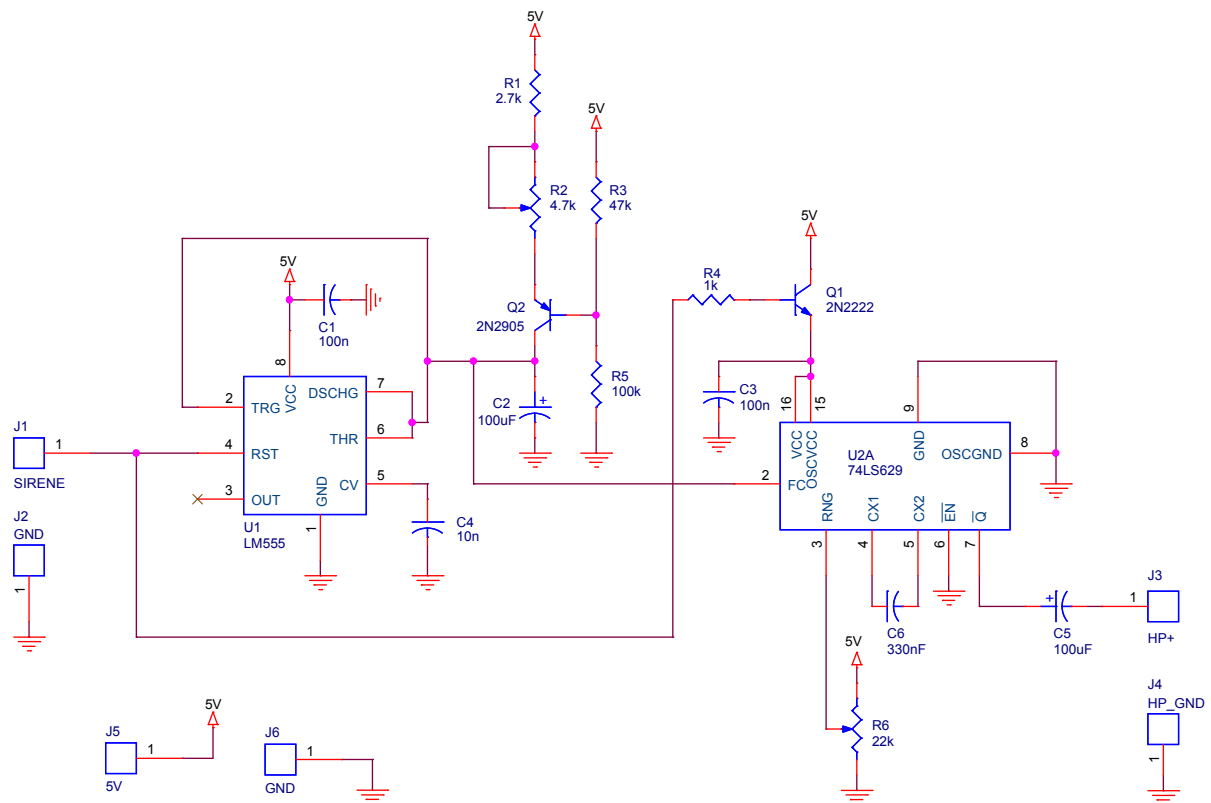 5V
R1
2.7k
5V
R2
4.7k
R3
47k
5V
5V
R4
1k
Q1
2N2222
Q2
2N2905
C1
100n
8
VCC
2
TRG
DSCHG
7
4
RST
THR
6
3
OUT
CV
5
GND
1
U1
LM555
C2
100uF
+
R5
100k
C3
100n
16
15
9
VCC
OSCVCC
GND
U2A
74LS629
OSCGND
8
2
FC
RNG
CX1
CX2
EN
Q
3
4
5
6
7
J1
1
SIRENE
J2
GND
1
C4
10n
C6
330nF
+
C5
100uF
J3
1
HP+
J4
HP_GND
1
5V
R6
22k
5V
J5
1
5V
J6
1
GND